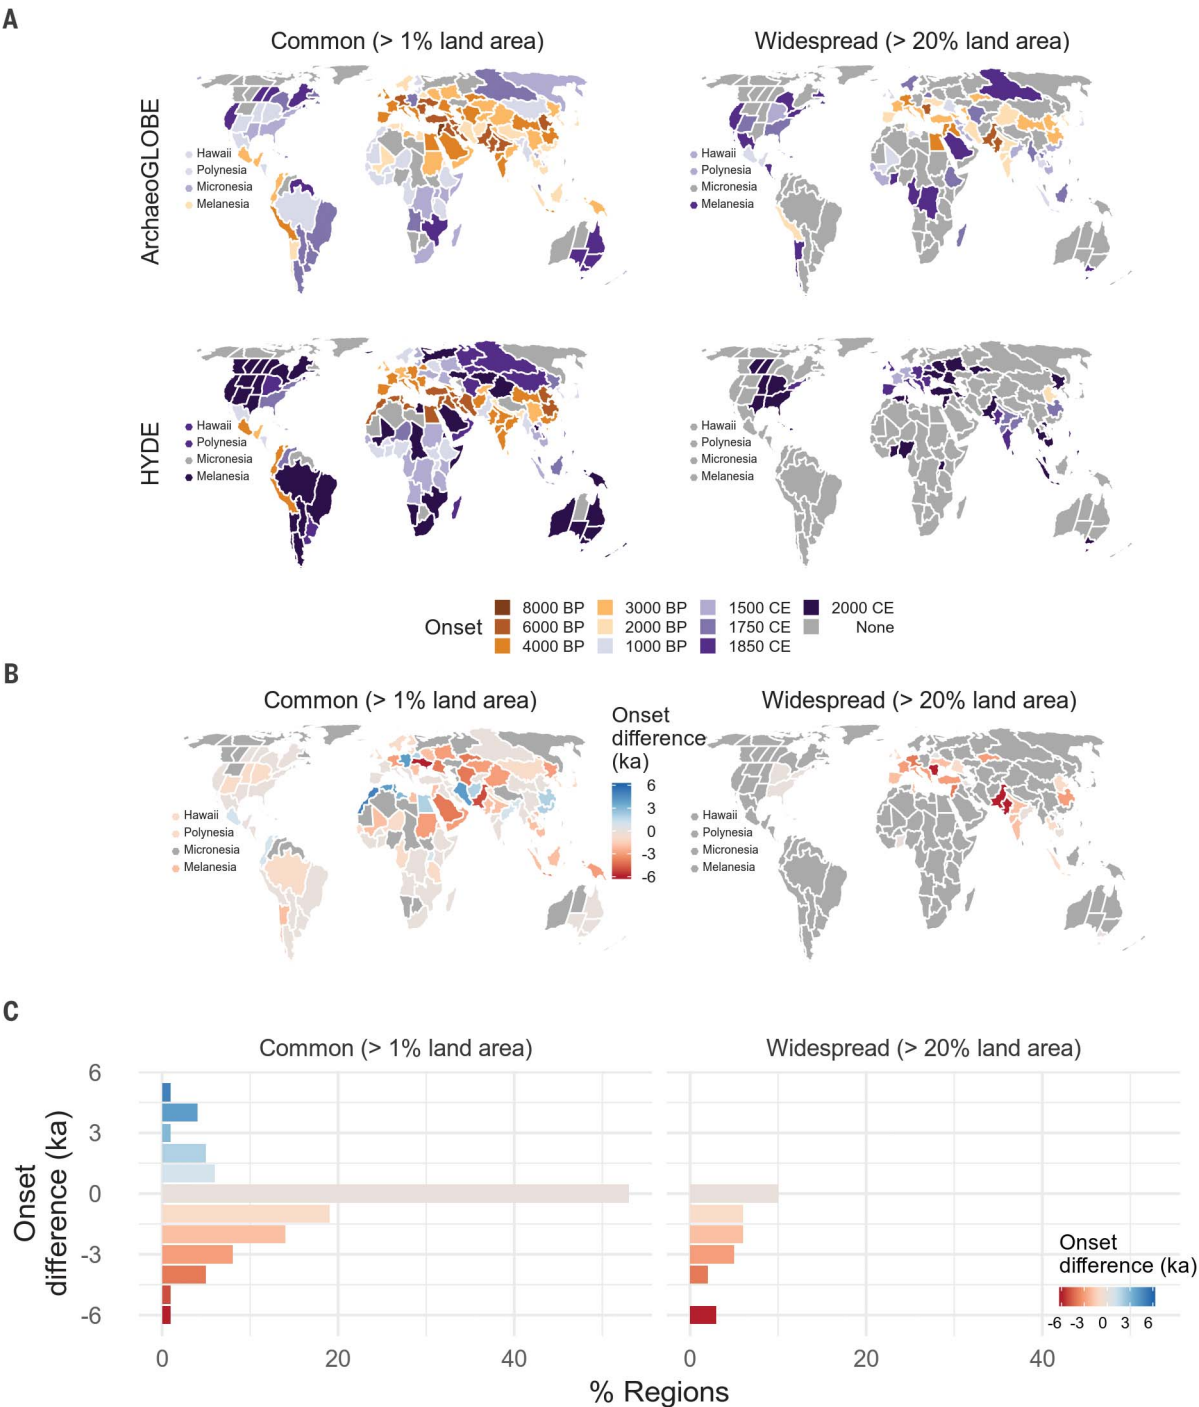 A
Common (> 1% land area)
Widespread (> 20% land area)
ArchaeoGLOBE
Hawaii
Polynesia
Micronesia
Melanesia
Hawaii
Polynesia
Micronesia
Melanesia
HYDE
Hawaii
Polynesia
Micronesia
Melanesia
Hawaii
Polynesia
Micronesia
Melanesia
Onset
8000 BP
3000 BP
1500 CE
2000 CE
6000 BP
2000 BP
1750 CE
None
4000 BP
1000 BP
1850 CE
B
Common (> 1% land area)
Widespread (> 20% land area)
Onset
difference
(ka)
6
3
0
-3
-6
Hawaii
Polynesia
Micronesia
Melanesia
Hawaii
Polynesia
Micronesia
Melanesia
C
Common (> 1% land area)
Widespread (> 20% land area)
Onset
difference (ka)
6
3
0
-3
-6
Onset
difference (ka)
-6 -3 0 3 6
0 20 40
0 20 40
% Regions